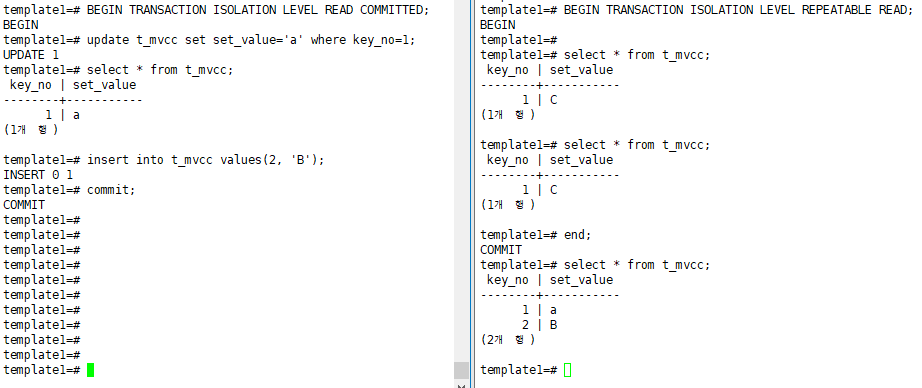 template1=# BEGIN TRANSACTION ISOLATION LEVEL READ COMMITTED;
BEGIN
template1=# update t_mvcc set set_value='a' where key_no=1;
UPDATE 1
template1=# select * from t_mvcc;
 key_no | set_value
--------+-----------
      1 | a
(1개 행)

template1=# insert into t_mvcc values(2, 'B');
INSERT 0 1
template1=# commit;
COMMIT
template1=#
template1=#
template1=#
template1=#
template1=#
template1=#
template1=#
template1=#
template1=#
template1=#
template1=#
template1=# BEGIN TRANSACTION ISOLATION LEVEL REPEATABLE READ;
BEGIN
template1=#
template1=# select * from t_mvcc;
 key_no | set_value
--------+-----------
      1 | C
(1개 행)

template1=# select * from t_mvcc;
 key_no | set_value
--------+-----------
      1 | C
(1개 행)

template1=# end;
COMMIT
template1=# select * from t_mvcc;
 key_no | set_value
--------+-----------
      1 | a
      2 | B
(2개 행)

template1=#